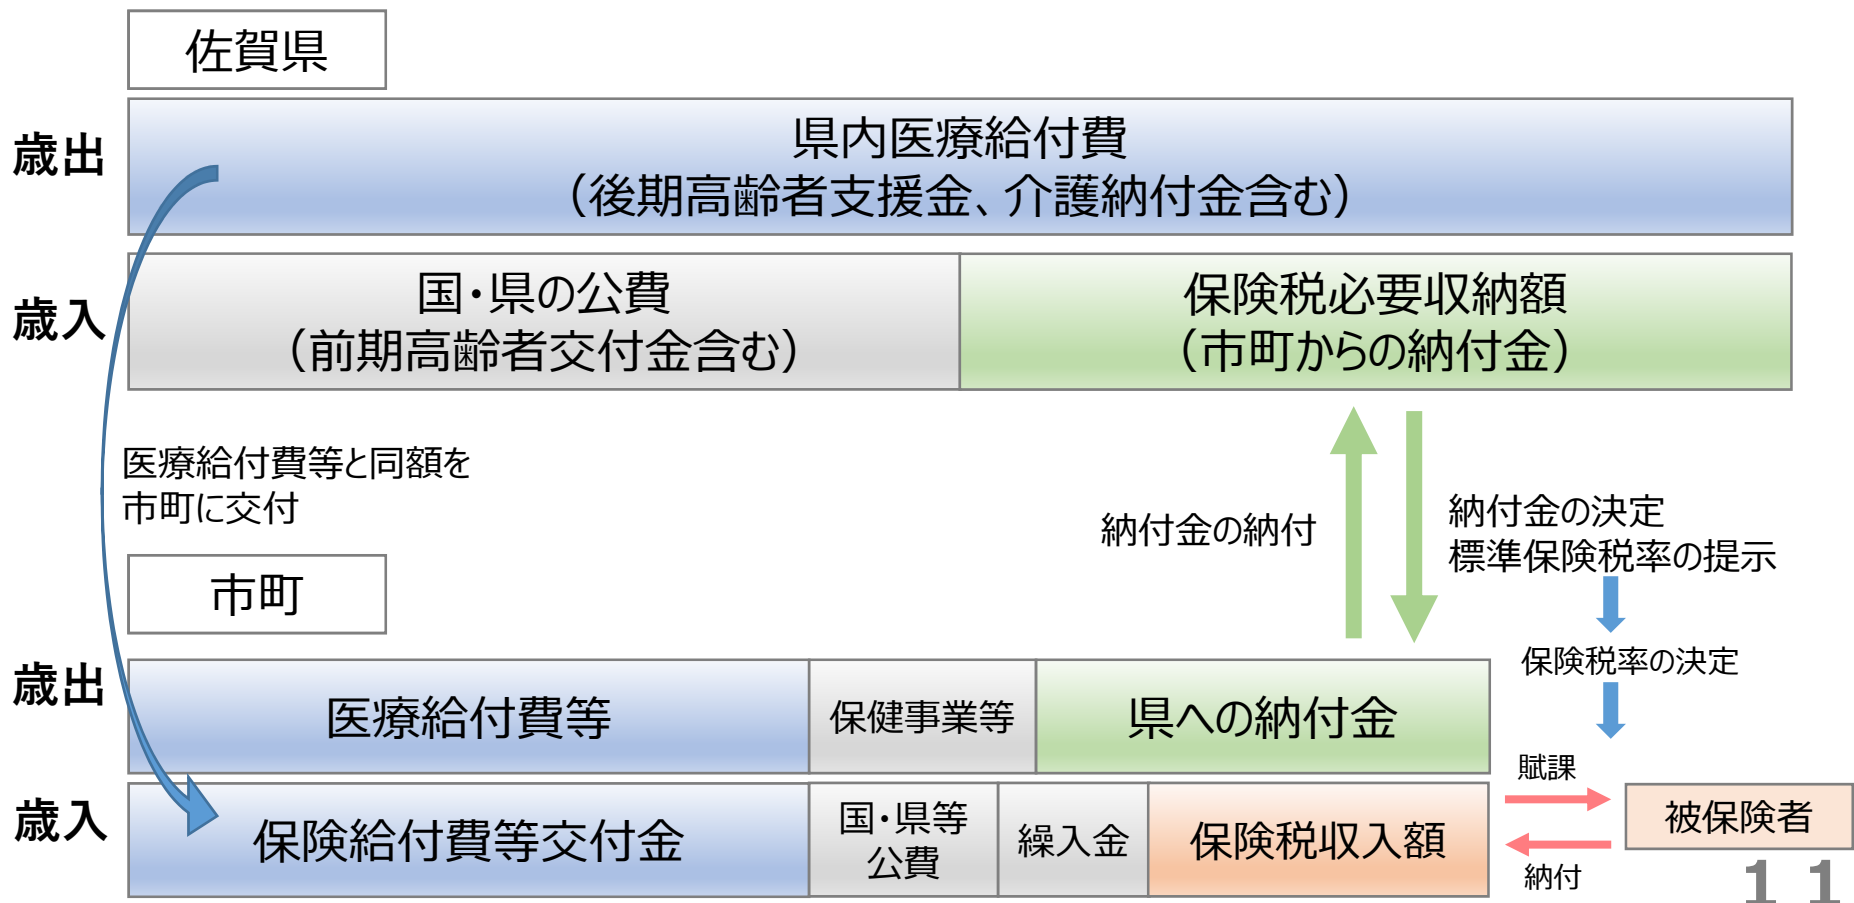 佐賀県
歳出
県内医療給付費
（後期高齢者支援金、介護納付金含む）
歳入
国・県の公費
（前期高齢者交付金含む）
保険税必要収納額
（市町からの納付金）
医療給付費等と同額を
市町に交付
納付金の納付
納付金の決定
標準保険税率の提示
市町
保険税率の決定
歳出
医療給付費等
保健事業等
県への納付金
歳入
保険給付費等交付金
国・県等
公費
繰入金
保険税収入額
賦課
納付
被保険者
１１